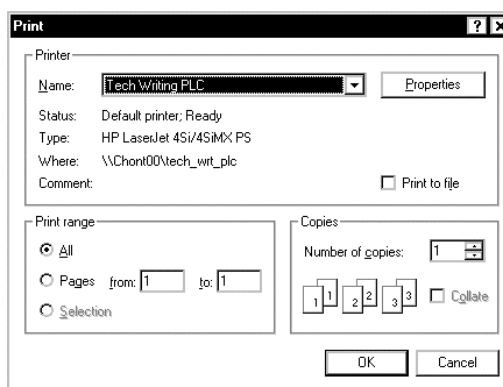 Print
Printer
Name: Tech Writing PLC Properties
Status: Default printer; Ready
Type: HP LaserJet 4Si/4SiMX PS
Where: \\Chont00\tech_wrt_plc
Comment: Print to file
Print range
All
Pages from: 1 to: 1
Selection
Copies
Number of copies: 1
1 1 2 2 3 3 Collate
OK Cancel